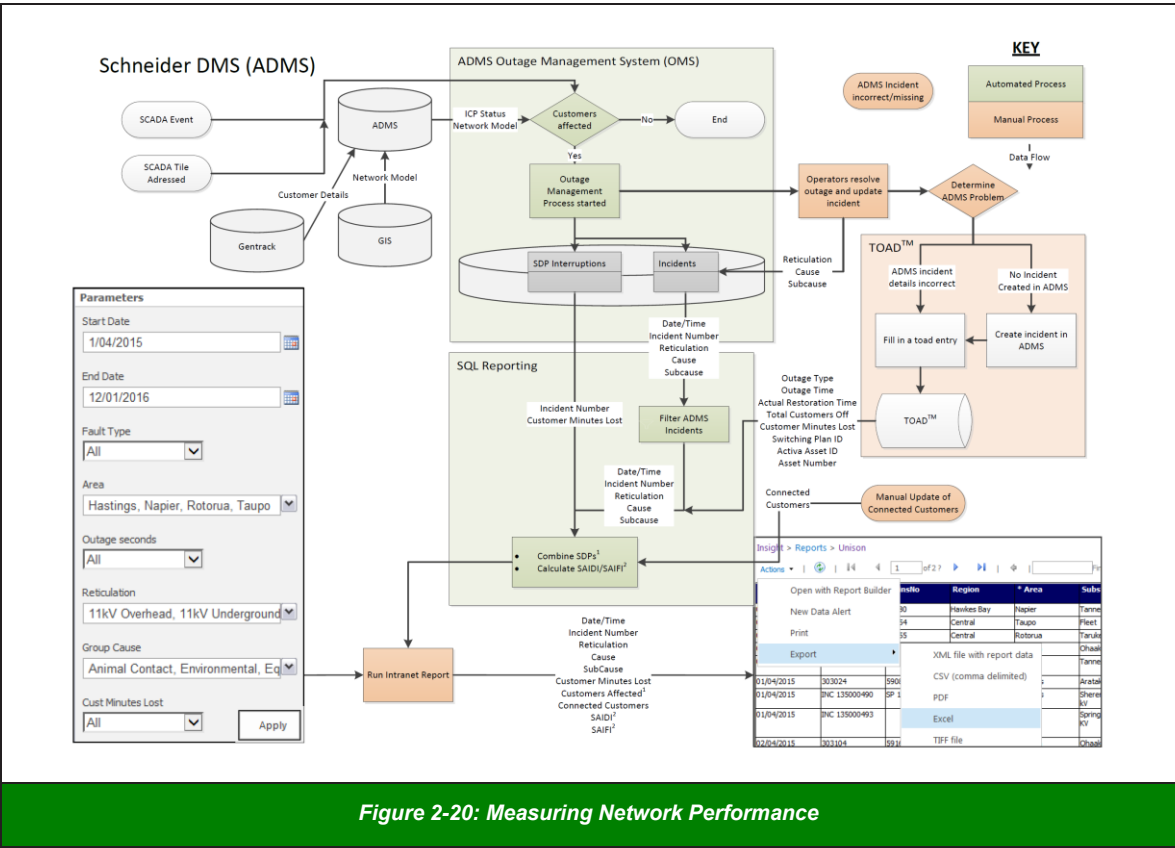 Schneider DMS (ADMS)
SCADA Event
SCADA Tile
Adressed
ADMS
Customer Details
Network Model
Gentrack
GIS
ICP Status
Network Model
ADMS Outage Management System (OMS)
Customers
affected
No
End
Yes
Outage
Management
Process started
SDP Interruptions
Incidents
KEY
ADMS Incident
incorrect/missing
Automated Process
Manual Process
Data Flow
Operators resolve
outage and update
incident
Determine
ADMS Problem
Reticulation
Cause
Subcause
TOAD™
ADMS incident
details incorrect
No Incident
Created in ADMS
Fill in a toad entry
Create incident in
ADMS
TOAD™
Date/Time
Incident Number
Reticulation
Cause
Subcause
SQL Reporting
Incident Number
Customer Minutes Lost
Filter ADMS
Incidents
Date/Time
Incident Number
Reticulation
Cause
Subcause
Outage Type
Outage Time
Actual Restoration Time
Total Customers Off
Customer Minutes Lost
Switching Plan ID
Activa Asset ID
Asset Number
Connected
Customers
Manual Update of
Connected Customers
• Combine SDPs¹
• Calculate SAIDI/SAIFI²
Parameters
Start Date
1/04/2015
End Date
12/01/2016
Fault Type
All
Area
Hastings, Napier, Rotorua, Taupo
Outage seconds
All
Reticulation
11kV Overhead, 11kV Underground
Group Cause
Animal Contact, Environmental, Eq
Cust Minutes Lost
All
Apply
Run Intranet Report
Date/Time
Incident Number
Reticulation
Cause
SubCause
Customer Minutes Lost
Customers Affected¹
Connected Customers
SAIDI²
SAIFI²
Insight > Reports > Unison
Actions
1
of 2 ?
Open with Report Builder
New Data Alert
Print
Export
XML file with report data
CSV (comma delimited)
PDF
Excel
TIFF file
Region * Area Subs
Hawkes Bay Napier Tanne
Central Taupo Fleet
Central Rotorua Taruke
Ohaak
Tanne
01/04/2015 303024 Aratak
01/04/2015 INC 135000490
01/04/2015 INC 135000493 Spring
02/04/2015 303104 Ohaak
Figure 2-20: Measuring Network Performance